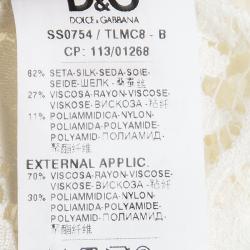 D&G
DOLCE & GABBANA
SS0754 / TLMC8 - B
CP: 113/01268
62% SETA-SILK-SEDA-SOIE-
SEIDE-ШЕЛК - 桑蚕丝
27% VISCOSA-RAYON-VISCOSE-
VISKOSE-ВИСКОЗА -粘纤
11% POLIAMMIDICA-NYLON-
POLIAMIDA-POLYAMIDE-
POLYAMID-ПОЛИАМИД-
聚酰纤维
EXTERNAL APPLIC.
70% VISCOSA-RAYON-VISCOSE-
VISKOSE-ВИСКОЗА -粘纤
30% POLIAMMIDICA-NYLON-
POLIAMIDA-POLYAMIDE-
POLYAMID-ПОЛИАМИД-
聚酰纤维